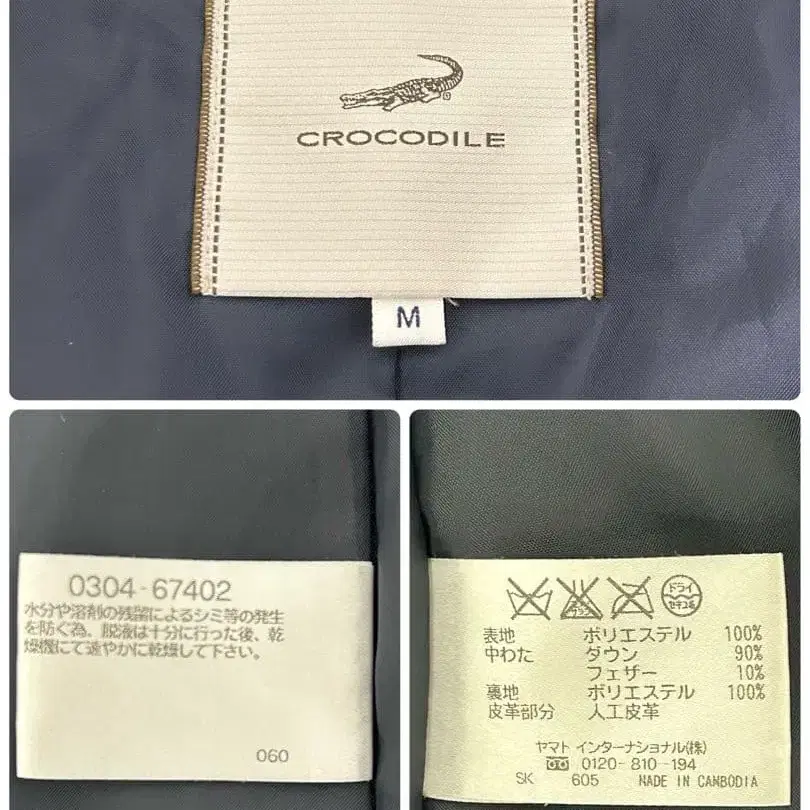 CROCODILE
M
0304-67402
水分や溶剤の残留によるシミ等の発生
を防ぐ為、脱液は十分に行った後、乾
燥機にて速やかに乾燥して下さい。
060
ドライ
セキユ系
表地 ポリエステル 100%
中わた ダウン 90%
フェザー 10%
裏地 ポリエステル 100%
皮革部分 人工皮革
ヤマト インターナショナル(株)
0120-810-194
SK 605 MADE IN CAMBODIA